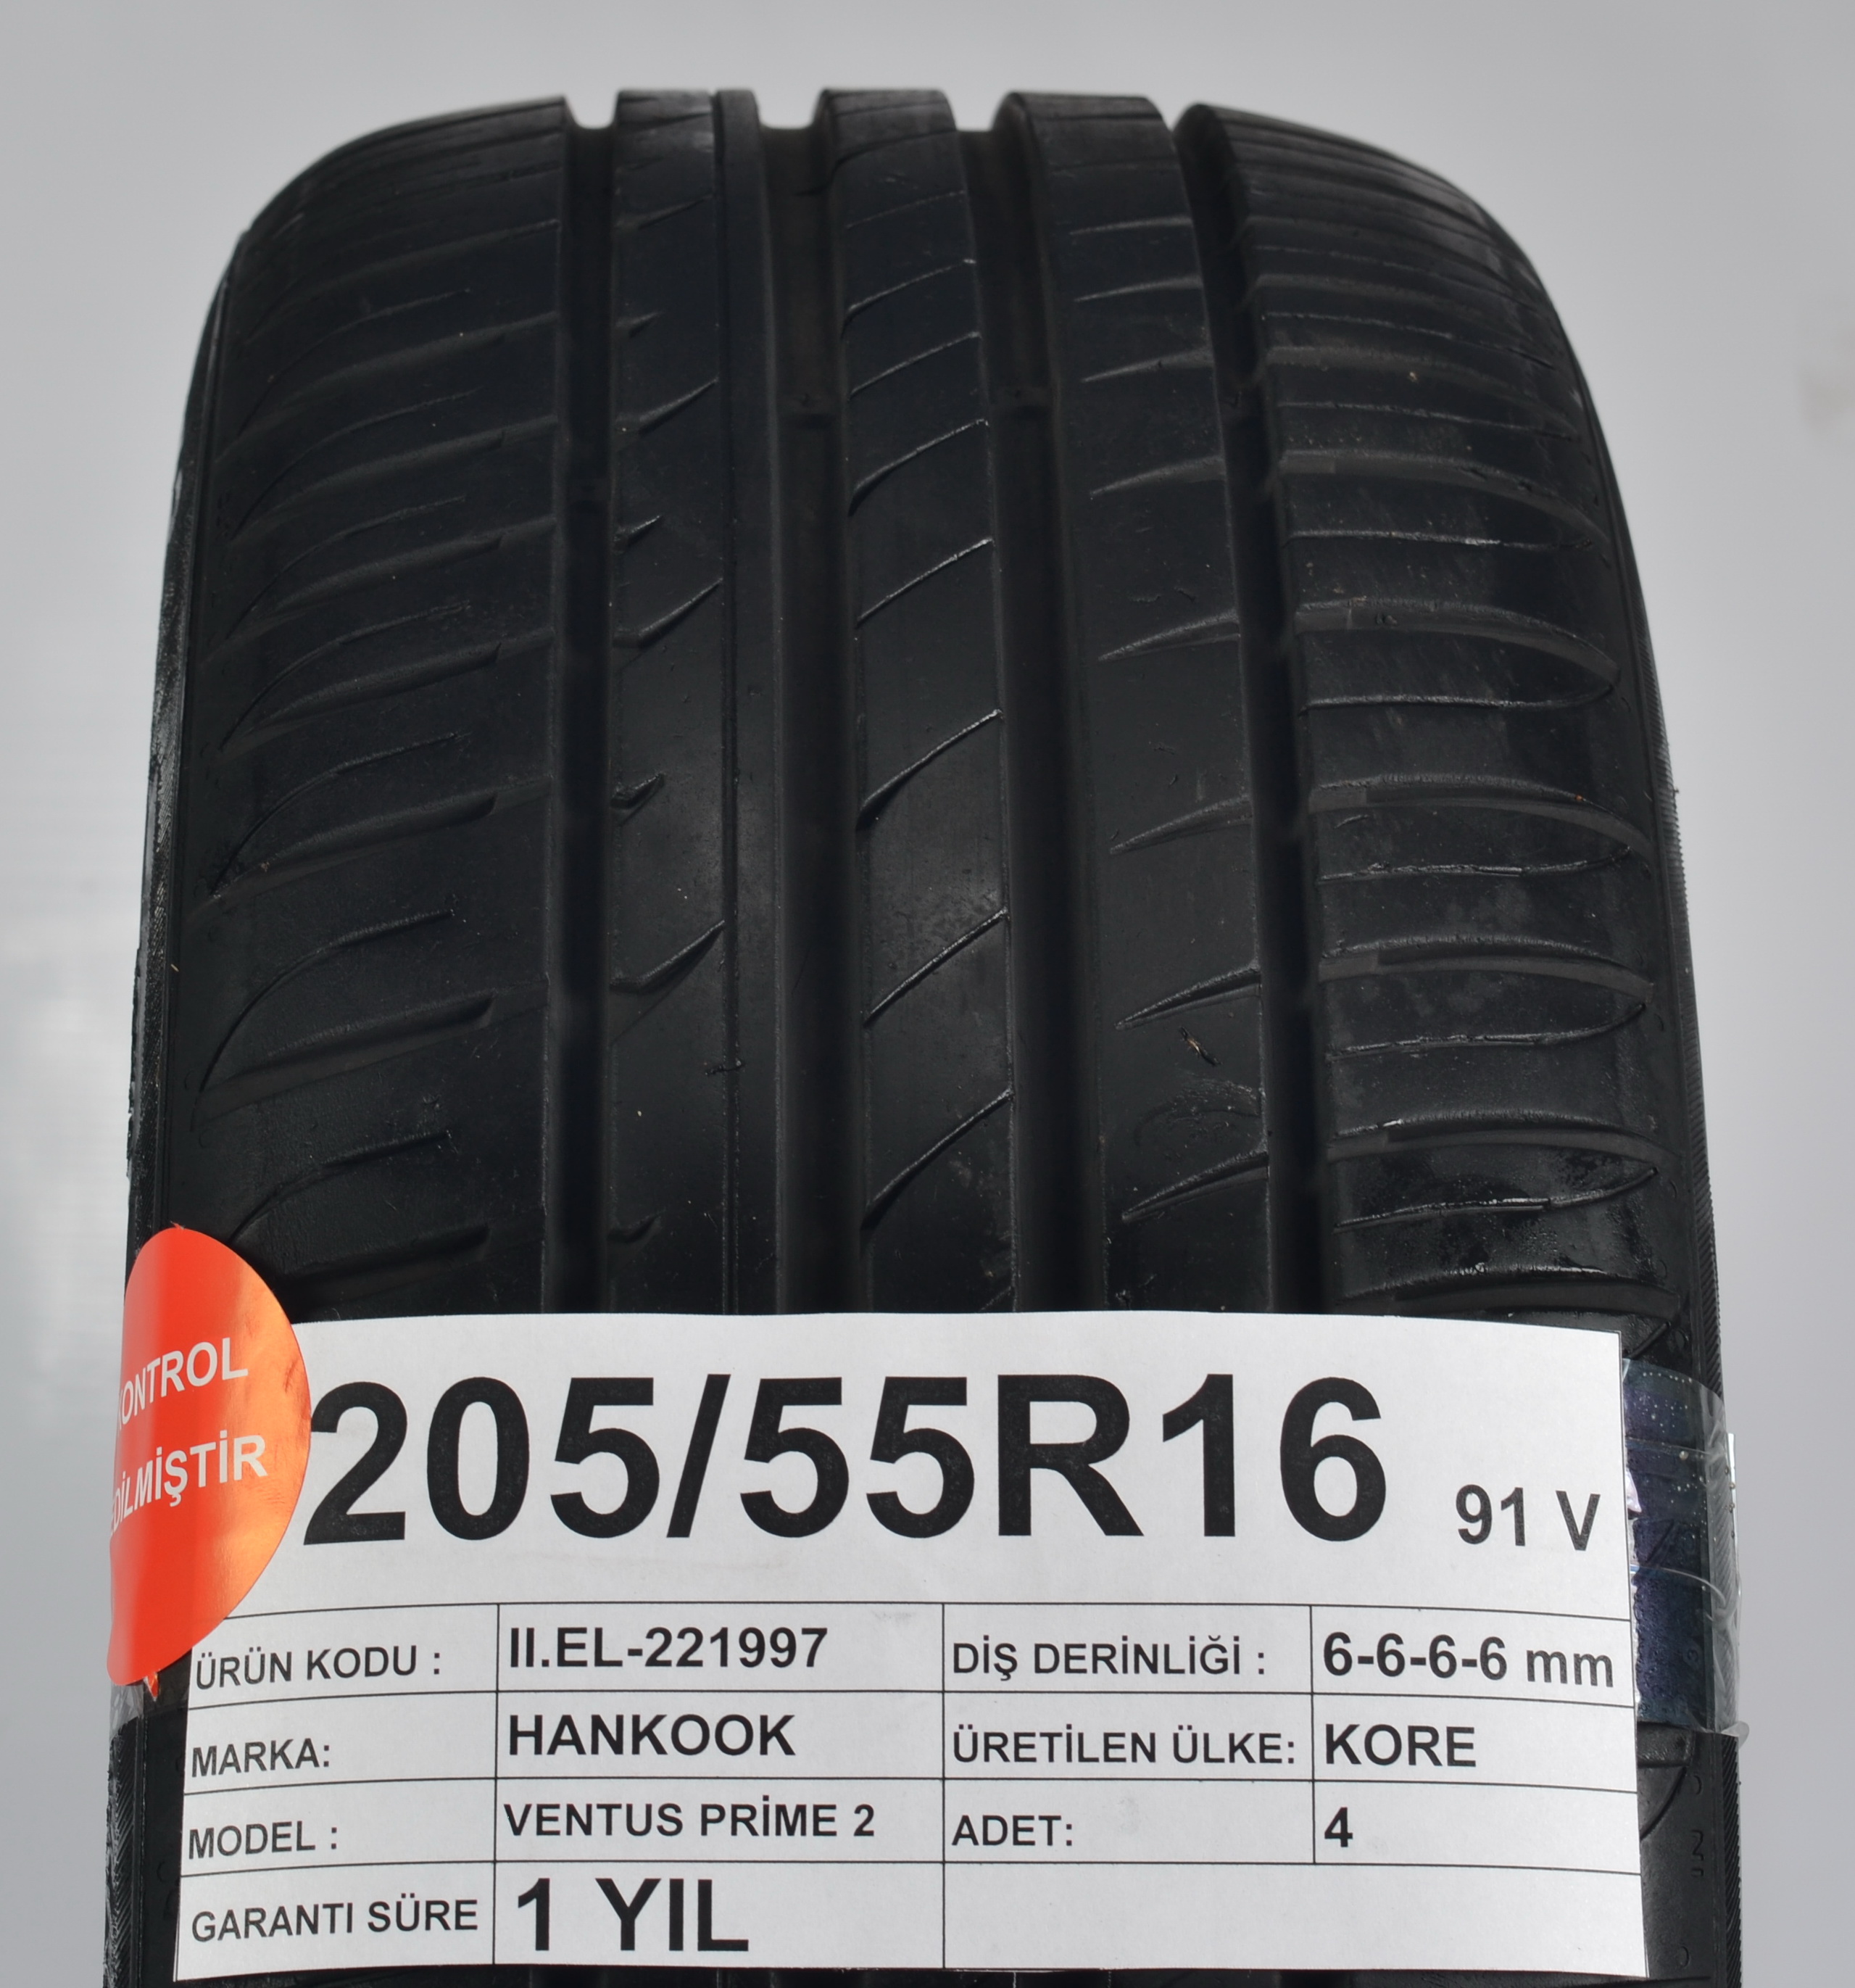 KONTROL
EDİLMİŞTİR
205/55R16 91 V
ÜRÜN KODU : II.EL-221997 DİŞ DERİNLİĞİ : 6-6-6-6 mm
MARKA: HANKOOK ÜRETİLEN ÜLKE: KORE
MODEL : VENTUS PRİME 2 ADET: 4
GARANTI SÜRE 1 YIL